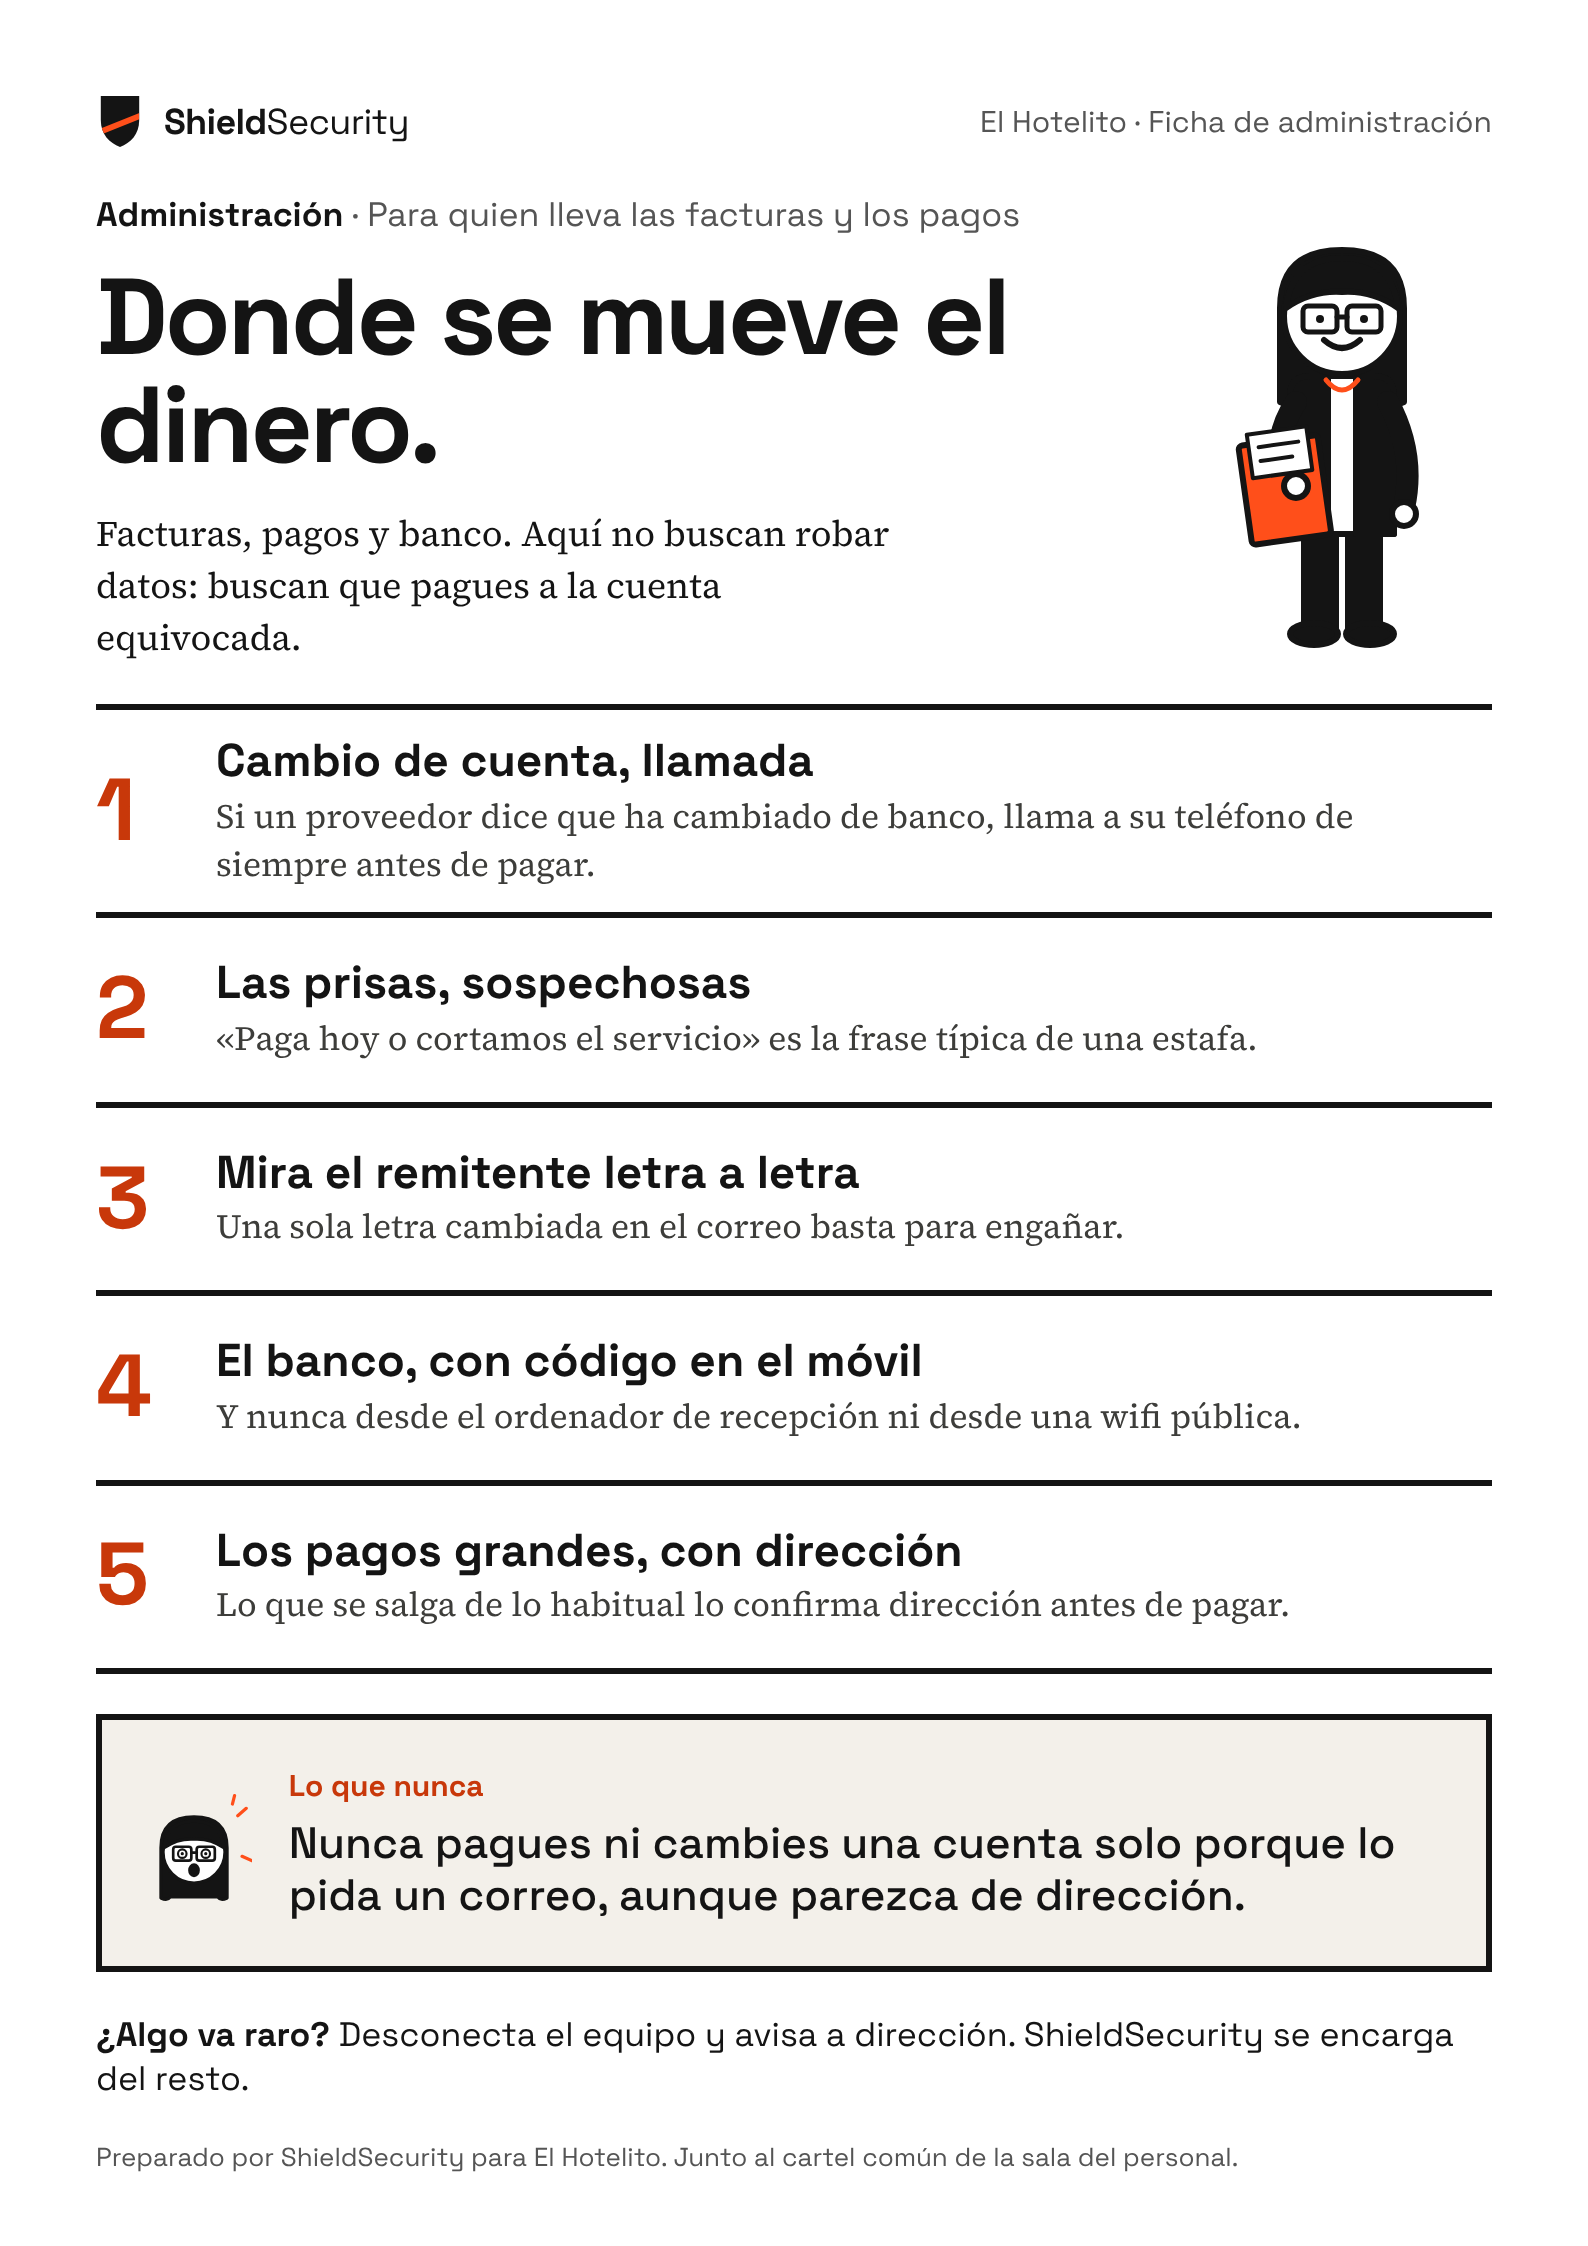 ShieldSecurity
El Hotelito · Ficha de administración
Administración · Para quien lleva las facturas y los pagos
Donde se mueve el
dinero.
Facturas, pagos y banco. Aquí no buscan robar
datos: buscan que pagues a la cuenta
equivocada.
1
Cambio de cuenta, llamada
Si un proveedor dice que ha cambiado de banco, llama a su teléfono de
siempre antes de pagar.
2
Las prisas, sospechosas
«Paga hoy o cortamos el servicio» es la frase típica de una estafa.
3
Mira el remitente letra a letra
Una sola letra cambiada en el correo basta para engañar.
4
El banco, con código en el móvil
Y nunca desde el ordenador de recepción ni desde una wifi pública.
5
Los pagos grandes, con dirección
Lo que se salga de lo habitual lo confirma dirección antes de pagar.
Lo que nunca
Nunca pagues ni cambies una cuenta solo porque lo
pida un correo, aunque parezca de dirección.
¿Algo va raro? Desconecta el equipo y avisa a dirección. ShieldSecurity se encarga
del resto.
Preparado por ShieldSecurity para El Hotelito. Junto al cartel común de la sala del personal.